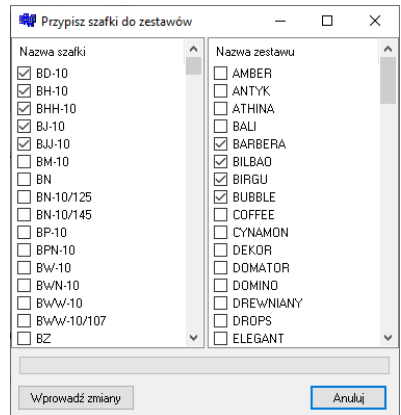 Przypisz szafki do zestawów
Nazwa szafki
BD-10
BH-10
BHH-10
BJ-10
BJJ-10
BM-10
BN
BN-10/125
BN-10/145
BP-10
BPN-10
BW-10
BWN-10
BWW-10
BWW-10/107
BZ
Nazwa zestawu
AMBER
ANTYK
ATHINA
BALI
BARBERA
BILBAO
BIRGU
BUBBLE
COFFEE
CYNAMON
DEKOR
DOMATOR
DOMINO
DREWNIANY
DROPS
ELEGANT
Wprowadź zmiany
Anuluj